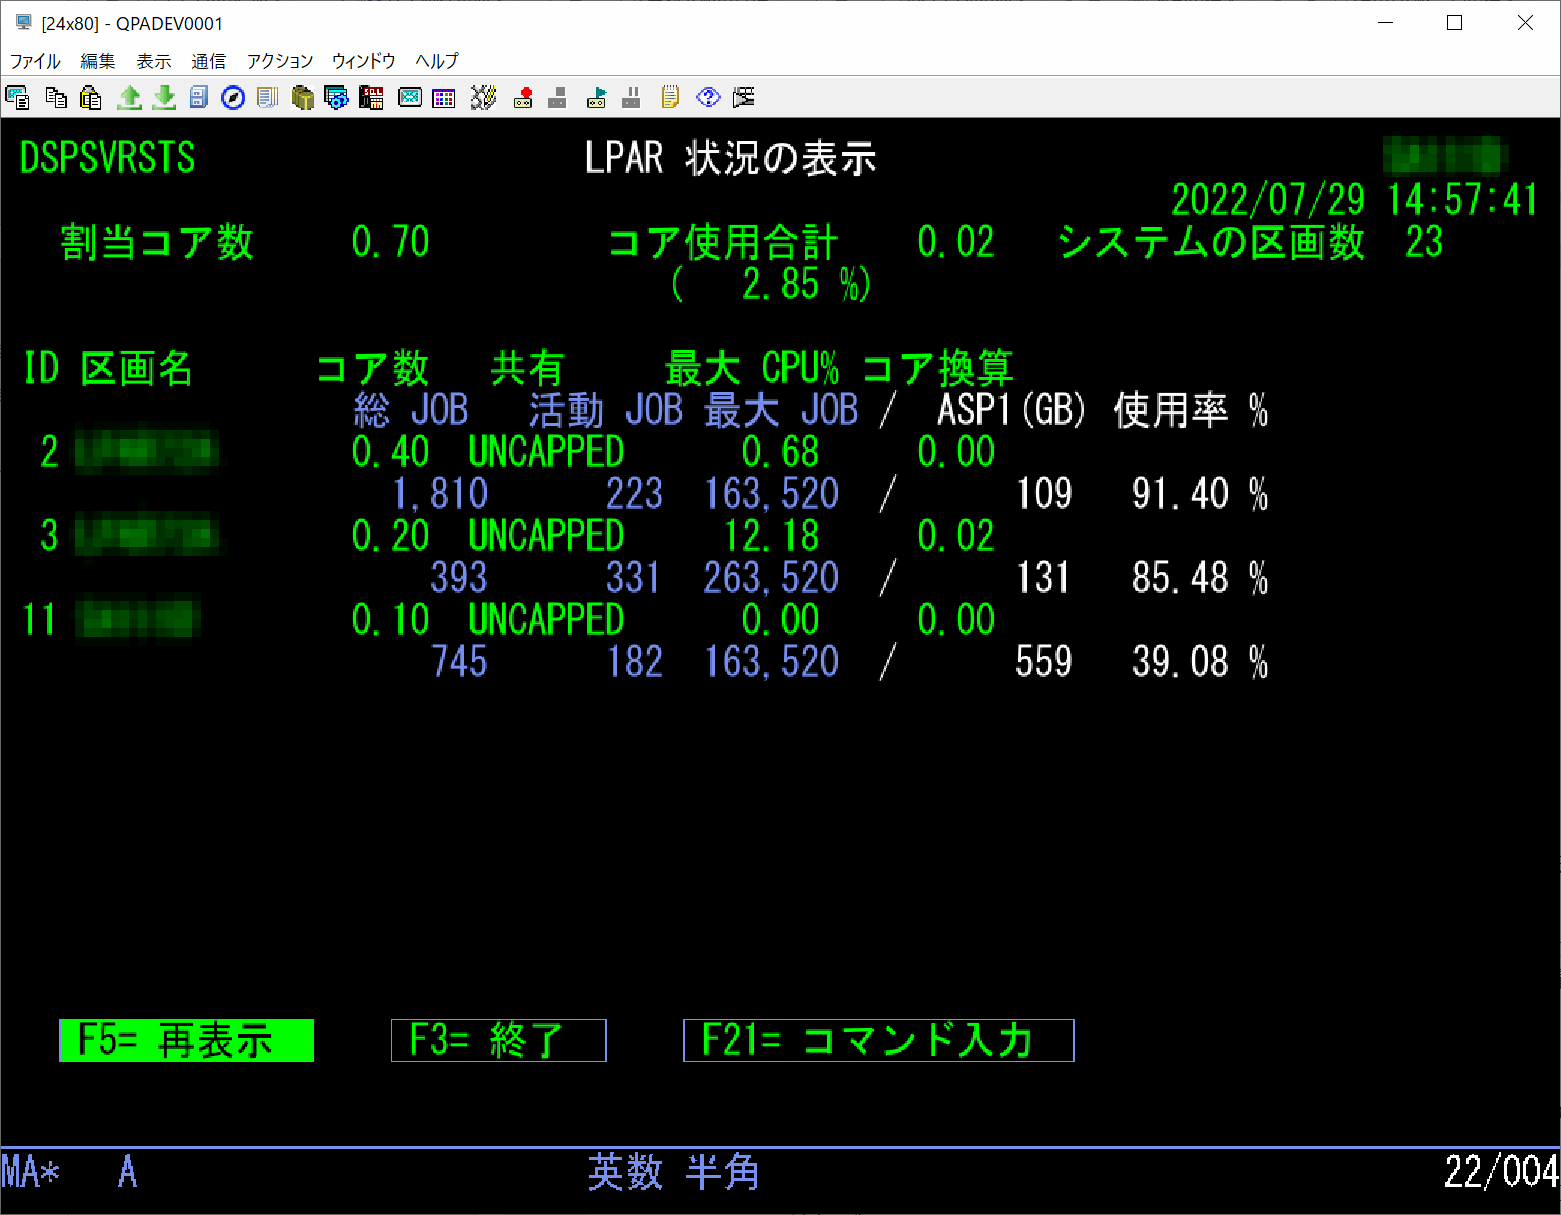 [24x80] - QPADEV0001
ファイル 編集 表示 通信 アクション ウィンドウ ヘルプ
DSPSVRSTS LPAR 状況の表示
2022/07/29 14:57:41
割当コア数 0.70 コア使用合計 0.02 システムの区画数 23
( 2.85 %)
ID 区画名 コア数 共有 最大 CPU% コア換算
総 JOB 活動 JOB 最大 JOB / ASP1(GB) 使用率 %
2 0.40 UNCAPPED 0.68 0.00
1,810 223 163,520 / 109 91.40 %
3 0.20 UNCAPPED 12.18 0.02
393 331 263,520 / 131 85.48 %
11 0.10 UNCAPPED 0.00 0.00
745 182 163,520 / 559 39.08 %
F5= 再表示 F3= 終了 F21= コマンド入力
MA* A 英数 半角 22/004